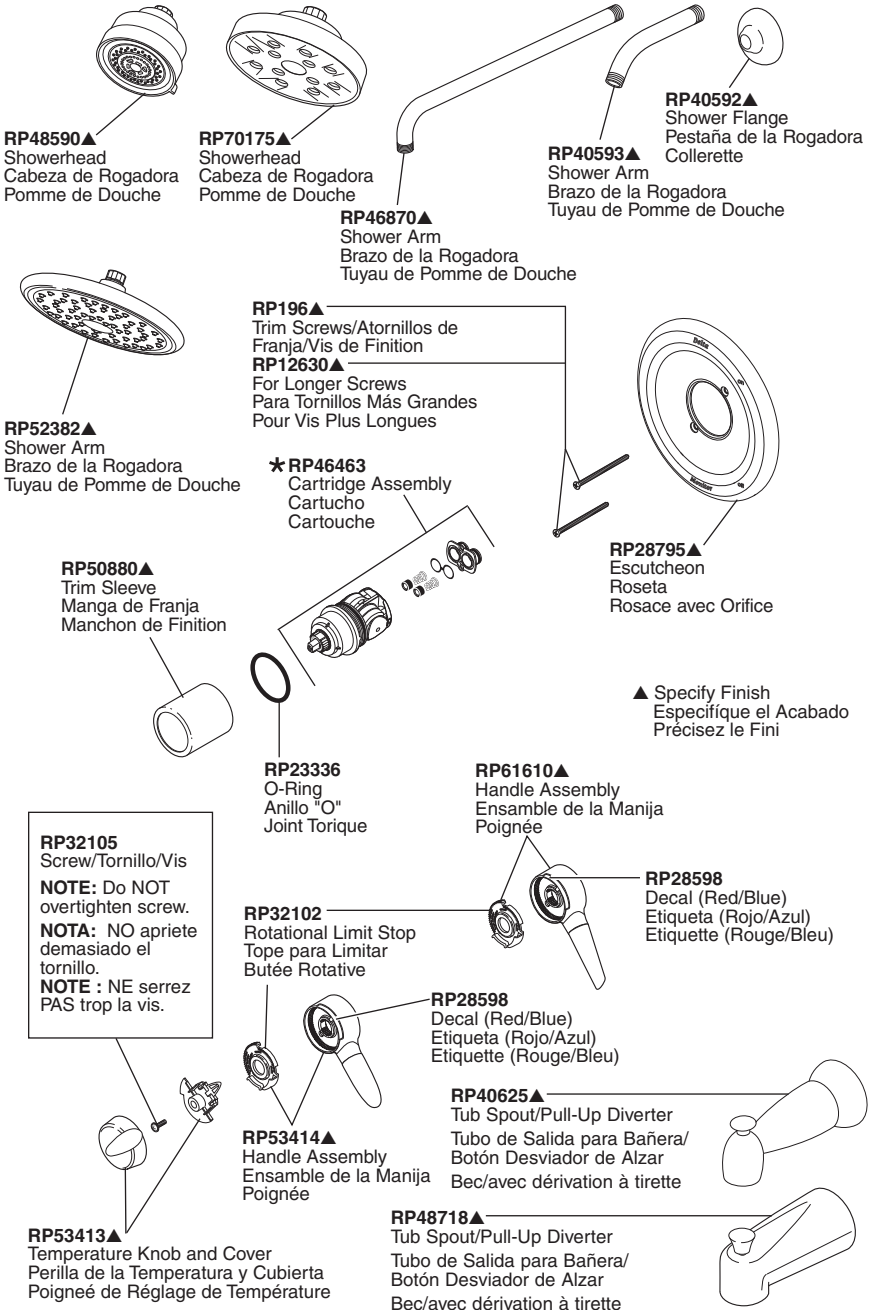 RP48590▲
Showerhead
Cabeza de Rogadora
Pomme de Douche
RP70175▲
Showerhead
Cabeza de Rogadora
Pomme de Douche
RP46870▲
Shower Arm
Brazo de la Rogadora
Tuyau de Pomme de Douche
RP40593▲
Shower Arm
Brazo de la Rogadora
Tuyau de Pomme de Douche
RP40592▲
Shower Flange
Pestaña de la Rogadora
Collerette
RP52382▲
Shower Arm
Brazo de la Rogadora
Tuyau de Pomme de Douche
RP196▲
Trim Screws/Atornillos de
Franja/Vis de Finition
RP12630▲
For Longer Screws
Para Tornillos Más Grandes
Pour Vis Plus Longues
Delta
Monitor
RP28795▲
Escutcheon
Roseta
Rosace avec Orifice
*RP46463
Cartridge Assembly
Cartucho
Cartouche
RP50880▲
Trim Sleeve
Manga de Franja
Manchon de Finition
▲ Specify Finish
Especifíque el Acabado
Précisez le Fini
RP23336
O-Ring
Anillo "O"
Joint Torique
RP61610▲
Handle Assembly
Ensamble de la Manija
Poignée
RP32105
Screw/Tornillo/Vis
NOTE: Do NOT
overtighten screw.
NOTA: NO apriete
demasiado el
tornillo.
NOTE : NE serrez
PAS trop la vis.
RP32102
Rotational Limit Stop
Tope para Limitar
Butée Rotative
RP28598
Decal (Red/Blue)
Etiqueta (Rojo/Azul)
Etiquette (Rouge/Bleu)
RP28598
Decal (Red/Blue)
Etiqueta (Rojo/Azul)
Etiquette (Rouge/Bleu)
RP53414▲
Handle Assembly
Ensamble de la Manija
Poignée
RP40625▲
Tub Spout/Pull-Up Diverter
Tubo de Salida para Bañera/
Botón Desviador de Alzar
Bec/avec dérivation à tirette
RP53413▲
Temperature Knob and Cover
Perilla de la Temperatura y Cubierta
Poigneé de Réglage de Température
RP48718▲
Tub Spout/Pull-Up Diverter
Tubo de Salida para Bañera/
Botón Desviador de Alzar
Bec/avec dérivation à tirette